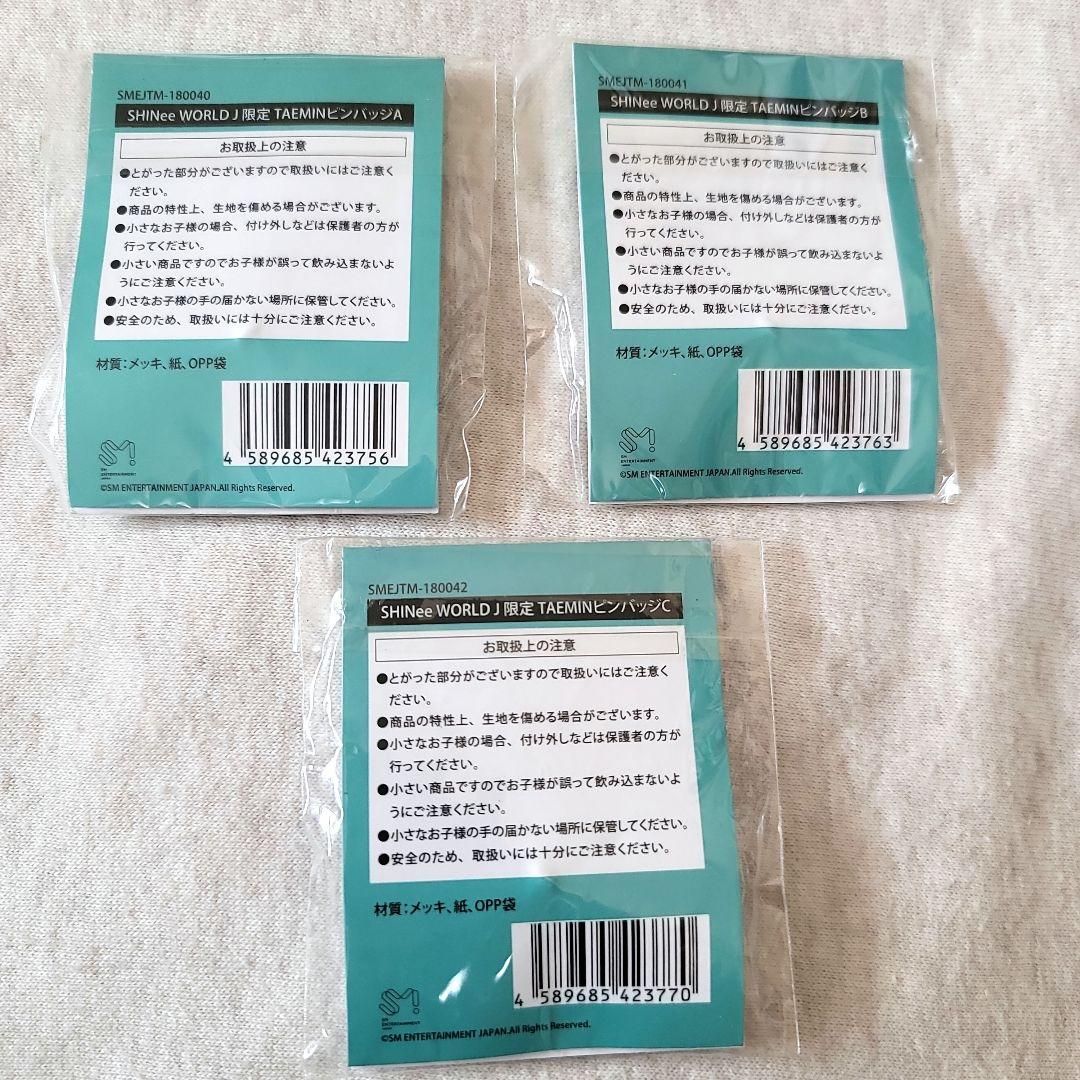 SMEJTM-180040
SHINee WORLD J 限定 TAEMINピンバッジA
お取扱上の注意
●とがった部分がございますので取扱いにはご注意く
ださい。
●商品の特性上、生地を傷める場合がございます。
●小さなお子様の場合、付け外しなどは保護者の方が
行ってください。
●小さい商品ですのでお子様が誤って飲み込まないよ
うにご注意ください。
●小さなお子様の手の届かない場所に保管してください。
●安全のため、取扱いには十分にご注意ください。
材質：メッキ、紙、OPP袋
4 589685 423756
SM
SM
ENTERTAINMENT
©SM ENTERTAINMENT JAPAN.All Rights Reserved.
SMEJTM-180041
SHINee WORLD J 限定 TAEMINピンバッジB
お取扱上の注意
●とがった部分がございますので取扱いにはご注意く
ださい。
●商品の特性上、生地を傷める場合がございます。
●小さなお子様の場合、付け外しなどは保護者の方が
行ってください。
●小さい商品ですのでお子様が誤って飲み込まないよ
うにご注意ください。
●小さなお子様の手の届かない場所に保管してください。
●安全のため、取扱いには十分にご注意ください。
材質：メッキ、紙、OPP袋
4 589685 423763
SM
SM
ENTERTAINMENT
©SM ENTERTAINMENT JAPAN.All Rights Reserved.
SMEJTM-180042
SHINee WORLD J 限定 TAEMINピンバッジC
お取扱上の注意
●とがった部分がございますので取扱いにはご注意く
ださい。
●商品の特性上、生地を傷める場合がございます。
●小さなお子様の場合、付け外しなどは保護者の方が
行ってください。
●小さい商品ですのでお子様が誤って飲み込まないよ
うにご注意ください。
●小さなお子様の手の届かない場所に保管してください。
●安全のため、取扱いには十分にご注意ください。
材質：メッキ、紙、OPP袋
4 589685 423770
SM
SM
ENTERTAINMENT
©SM ENTERTAINMENT JAPAN.All Rights Reserved.